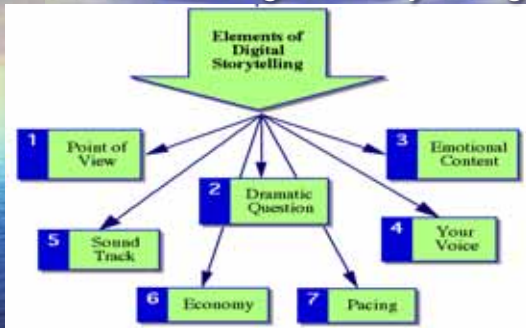 Elements of
Digital
Storytelling
1
Point of
View
2
Dramatic
Question
3
Emotional
Content
4
Your
Voice
5
Sound
Track
6
Economy
7
Pacing